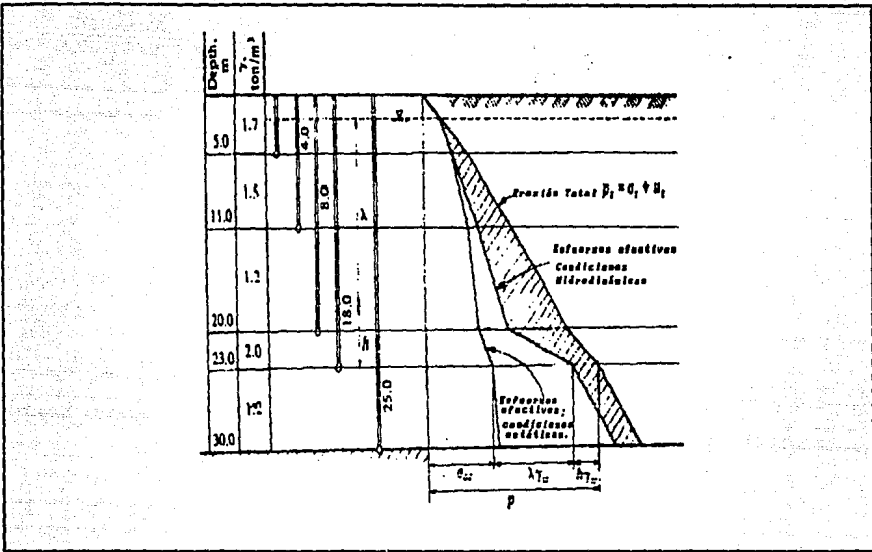 Depth, m
γ, ton/m³
1.7
5.0
1.5
11.0
1.2
20.0
2.0
23.0
30.0
4.0
8.0
18.0
25.0
λ
h
Presión Total
Esfuerzos efectivos
Condiciones
Hidrodinámicas
Esfuerzos
efectivos;
condiciones
estáticas.
λγw
hγw
p